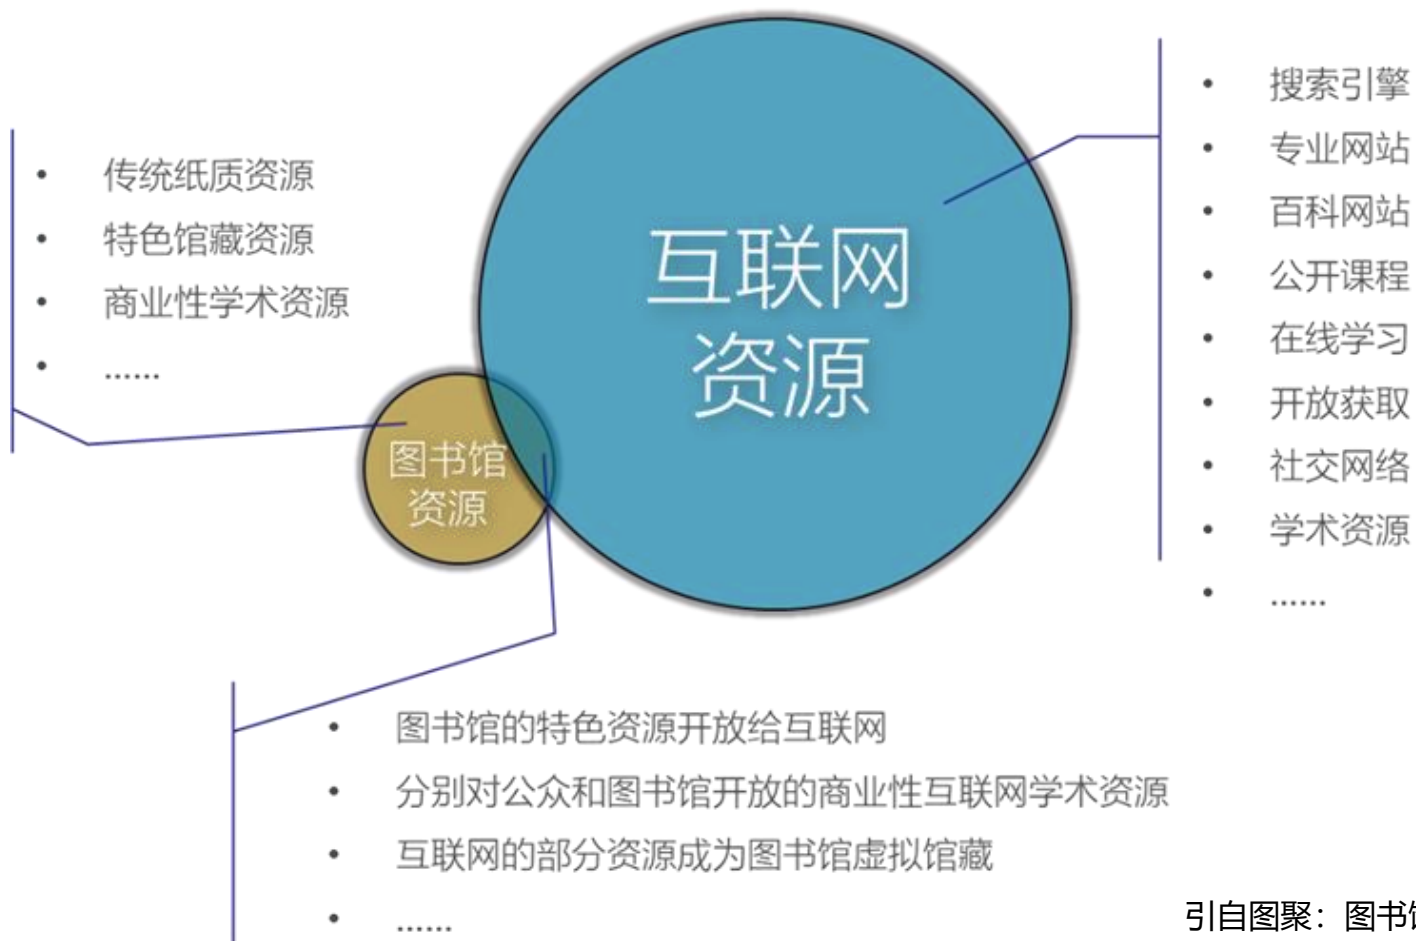 • 传统纸质资源
• 特色馆藏资源
• 商业性学术资源
• ......
互联网
资源
图书馆
资源
• 搜索引擎
• 专业网站
• 百科网站
• 公开课程
• 在线学习
• 开放获取
• 社交网络
• 学术资源
• ......
• 图书馆的特色资源开放给互联网
• 分别对公众和图书馆开放的商业性互联网学术资源
• 互联网的部分资源成为图书馆虚拟馆藏
• ......
引自图聚：图书